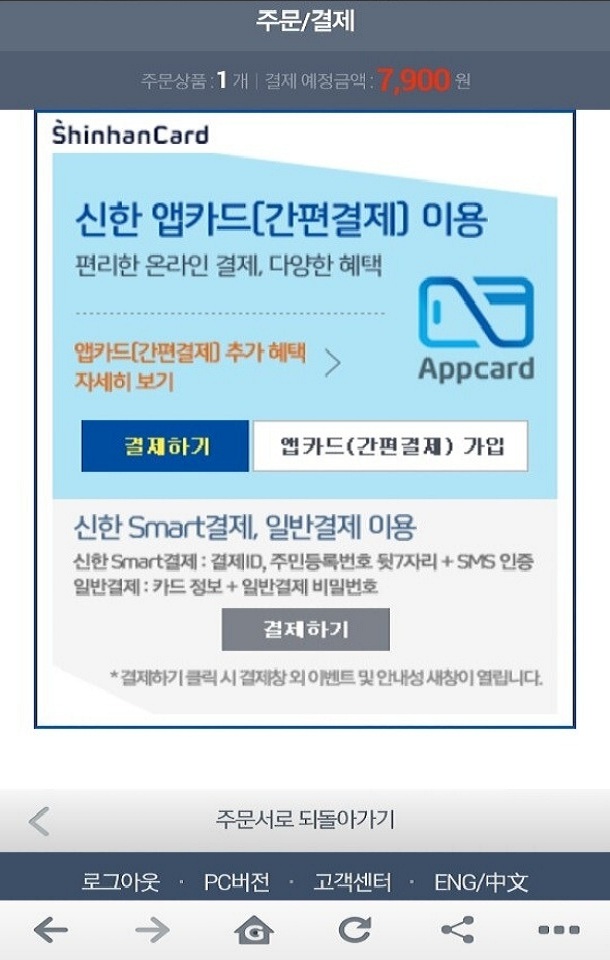 주문/결제
주문상품 : 1 개 | 결제 예정금액 : 7,900 원
ShinhanCard
신한 앱카드(간편결제) 이용
편리한 온라인 결제, 다양한 혜택
앱카드(간편결제) 추가 혜택
자세히 보기
Appcard
결제하기
앱카드(간편결제) 가입
신한 Smart결제, 일반결제 이용
신한 Smart결제 : 결제ID, 주민등록번호 뒷7자리 + SMS 인증
일반결제 : 카드 정보 + 일반결제 비밀번호
결제하기
* 결제하기 클릭 시 결제창 외 이벤트 및 안내성 새창이 열립니다.
주문서로 되돌아가기
로그아웃 · PC버전 · 고객센터 · ENG/中文